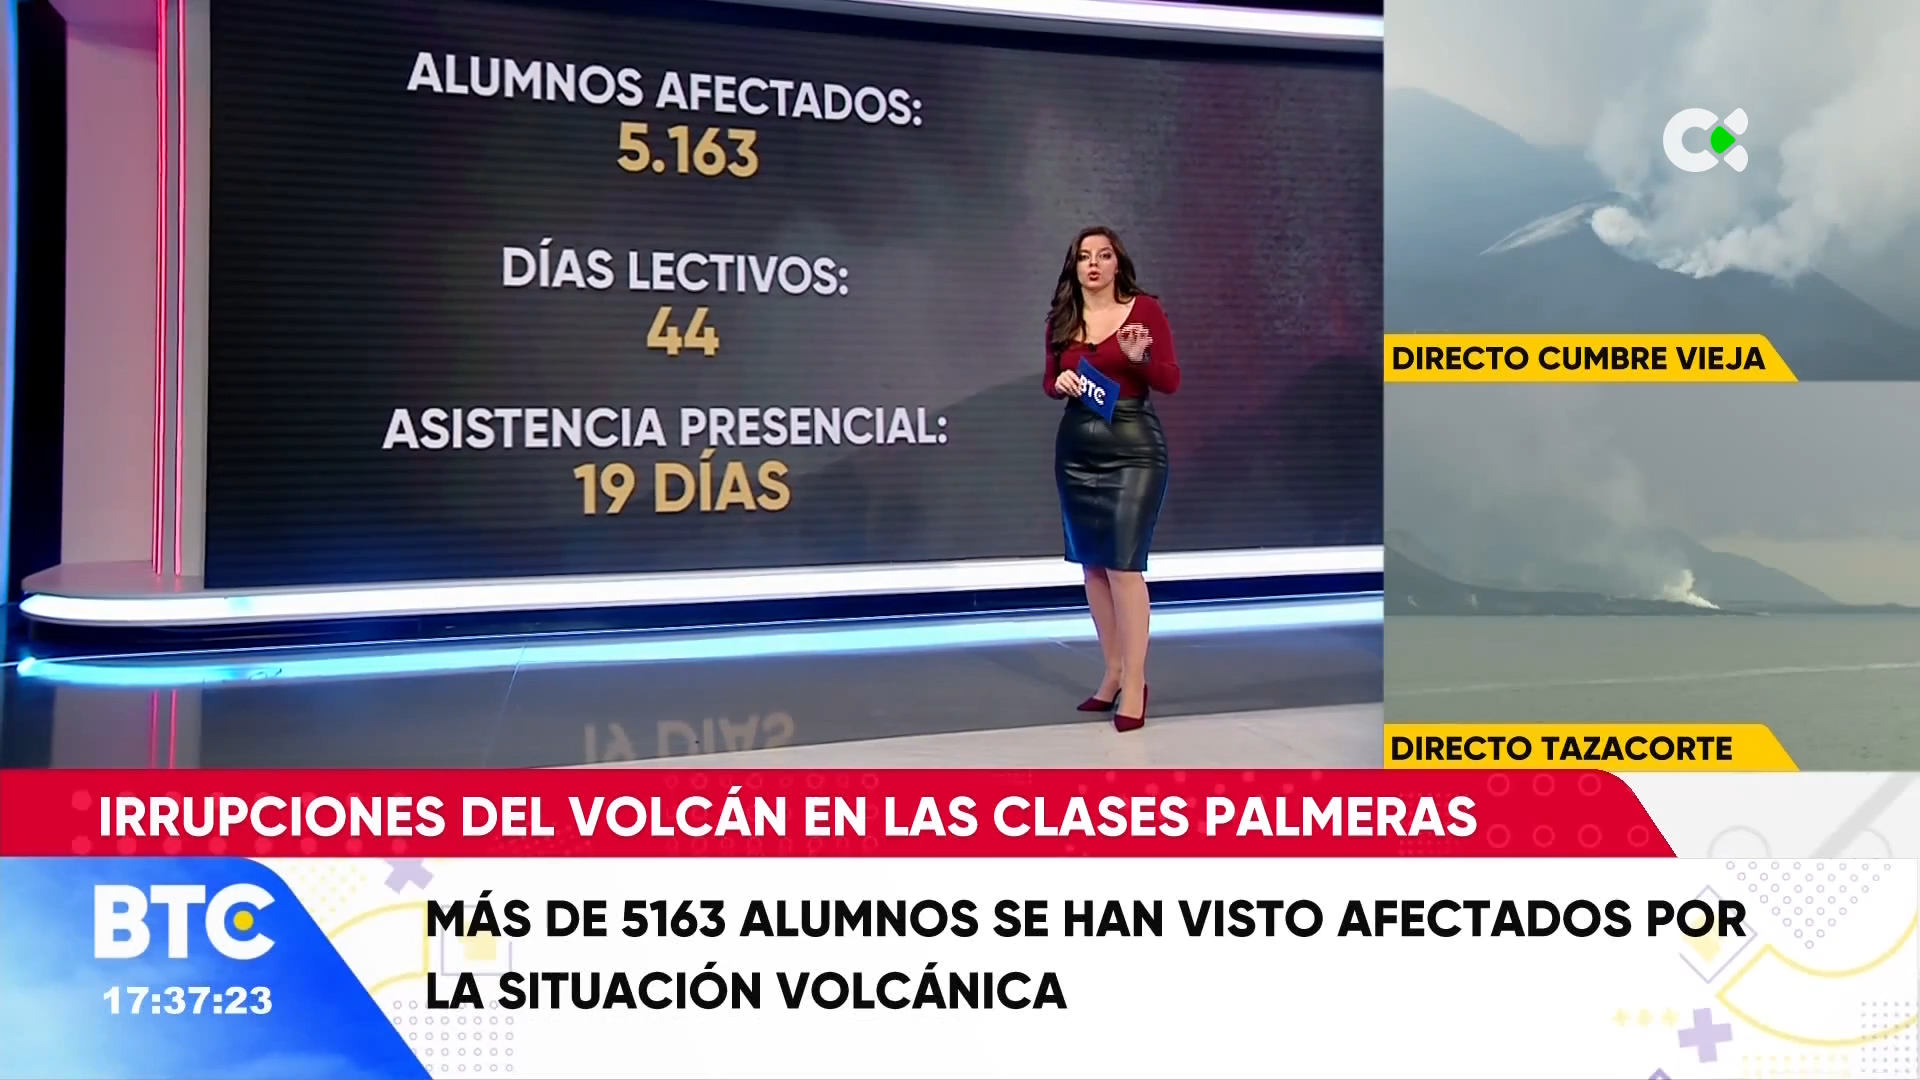 ALUMNOS AFECTADOS:
5.163
DÍAS LECTIVOS:
44
ASISTENCIA PRESENCIAL:
19 DÍAS
BTC
19 DÍAS
DIRECTO CUMBRE VIEJA
DIRECTO TAZACORTE
IRRUPCIONES DEL VOLCÁN EN LAS CLASES PALMERAS
BTC
17:37:23
MÁS DE 5163 ALUMNOS SE HAN VISTO AFECTADOS POR
LA SITUACIÓN VOLCÁNICA